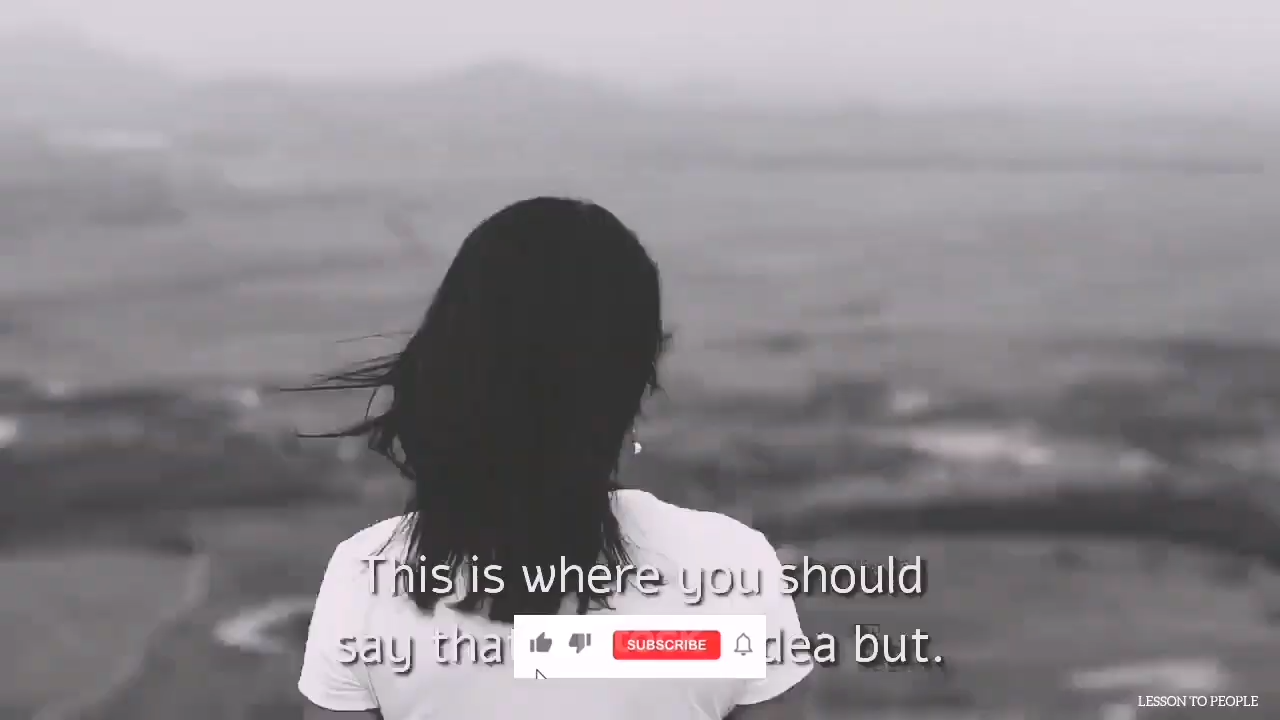 This is where you should
say that dea but.
SUBSCRIBE
LESSON TO PEOPLE